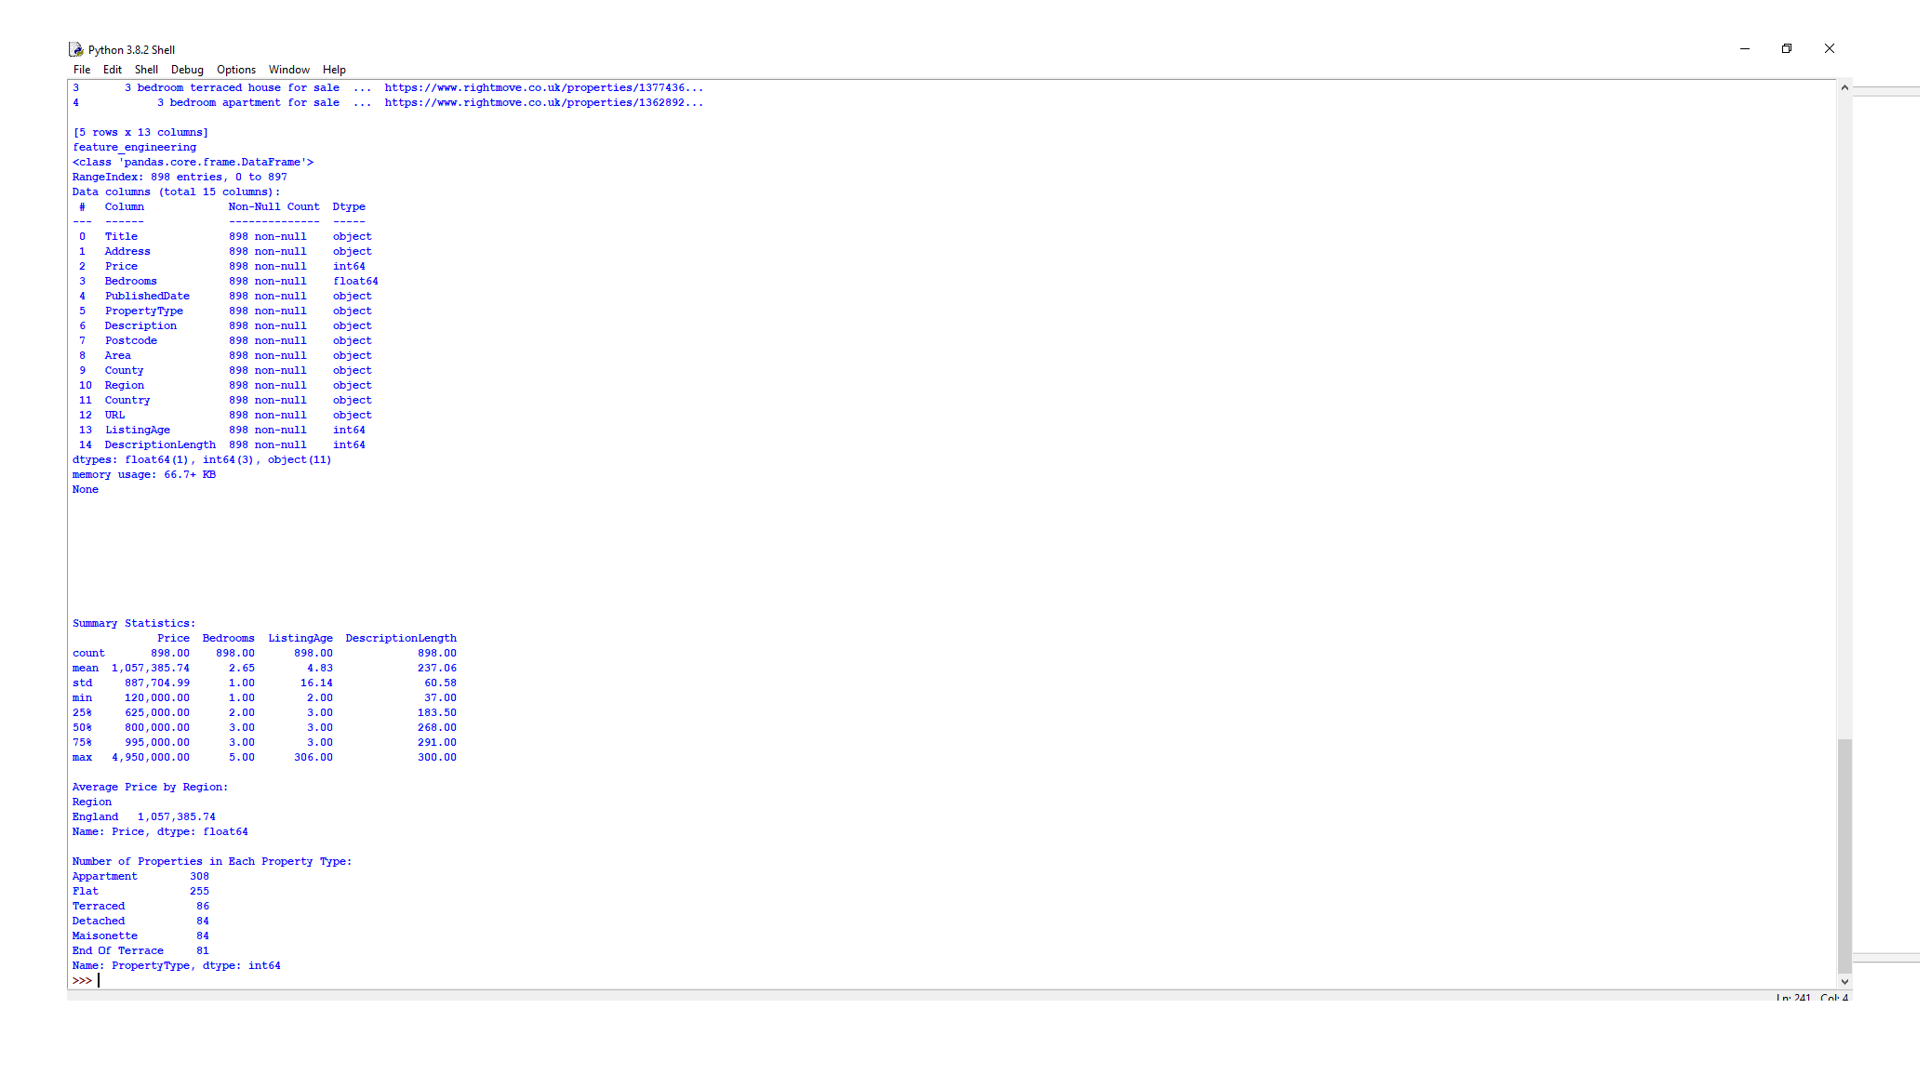 Python 3.8.2 Shell
File Edit Shell Debug Options Window Help
3       3 bedroom terraced house for sale  ...  https://www.rightmove.co.uk/properties/1377436...
4            3 bedroom apartment for sale  ...  https://www.rightmove.co.uk/properties/1362892...
[5 rows x 13 columns]
feature_engineering
<class 'pandas.core.frame.DataFrame'>
RangeIndex: 898 entries, 0 to 897
Data columns (total 15 columns):
 #   Column             Non-Null Count  Dtype
---  ------             --------------  -----
 0   Title              898 non-null    object
 1   Address            898 non-null    object
 2   Price              898 non-null    int64
 3   Bedrooms           898 non-null    float64
 4   PublishedDate      898 non-null    object
 5   PropertyType       898 non-null    object
 6   Description        898 non-null    object
 7   Postcode           898 non-null    object
 8   Area               898 non-null    object
 9   County             898 non-null    object
 10  Region             898 non-null    object
 11  Country            898 non-null    object
 12  URL                898 non-null    object
 13  ListingAge         898 non-null    int64
 14  DescriptionLength  898 non-null    int64
dtypes: float64(1), int64(3), object(11)
memory usage: 66.7+ KB
None
Summary Statistics:
             Price  Bedrooms  ListingAge  DescriptionLength
count       898.00    898.00      898.00             898.00
mean  1,057,385.74      2.65        4.83             237.06
std     887,704.99      1.00       16.14              60.58
min     120,000.00      1.00        2.00              37.00
25%     625,000.00      2.00        3.00             183.50
50%     800,000.00      3.00        3.00             268.00
75%     995,000.00      3.00        3.00             291.00
max   4,950,000.00      5.00      306.00             300.00
Average Price by Region:
Region
England   1,057,385.74
Name: Price, dtype: float64
Number of Properties in Each Property Type:
Appartment        308
Flat              255
Terraced           86
Detached           84
Maisonette         84
End Of Terrace     81
Name: PropertyType, dtype: int64
>>>
Ln: 241 Col: 4